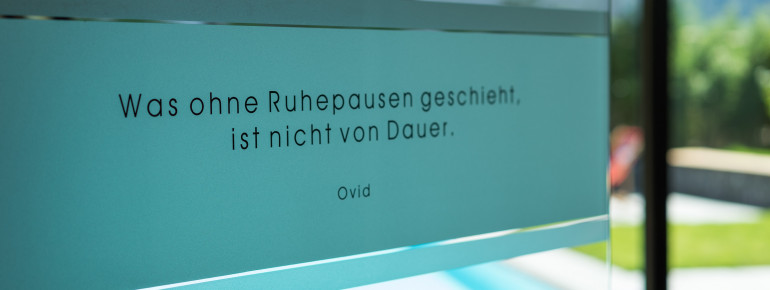 Was ohne Ruhepausen geschieht,
ist nicht von Dauer.
Ovid